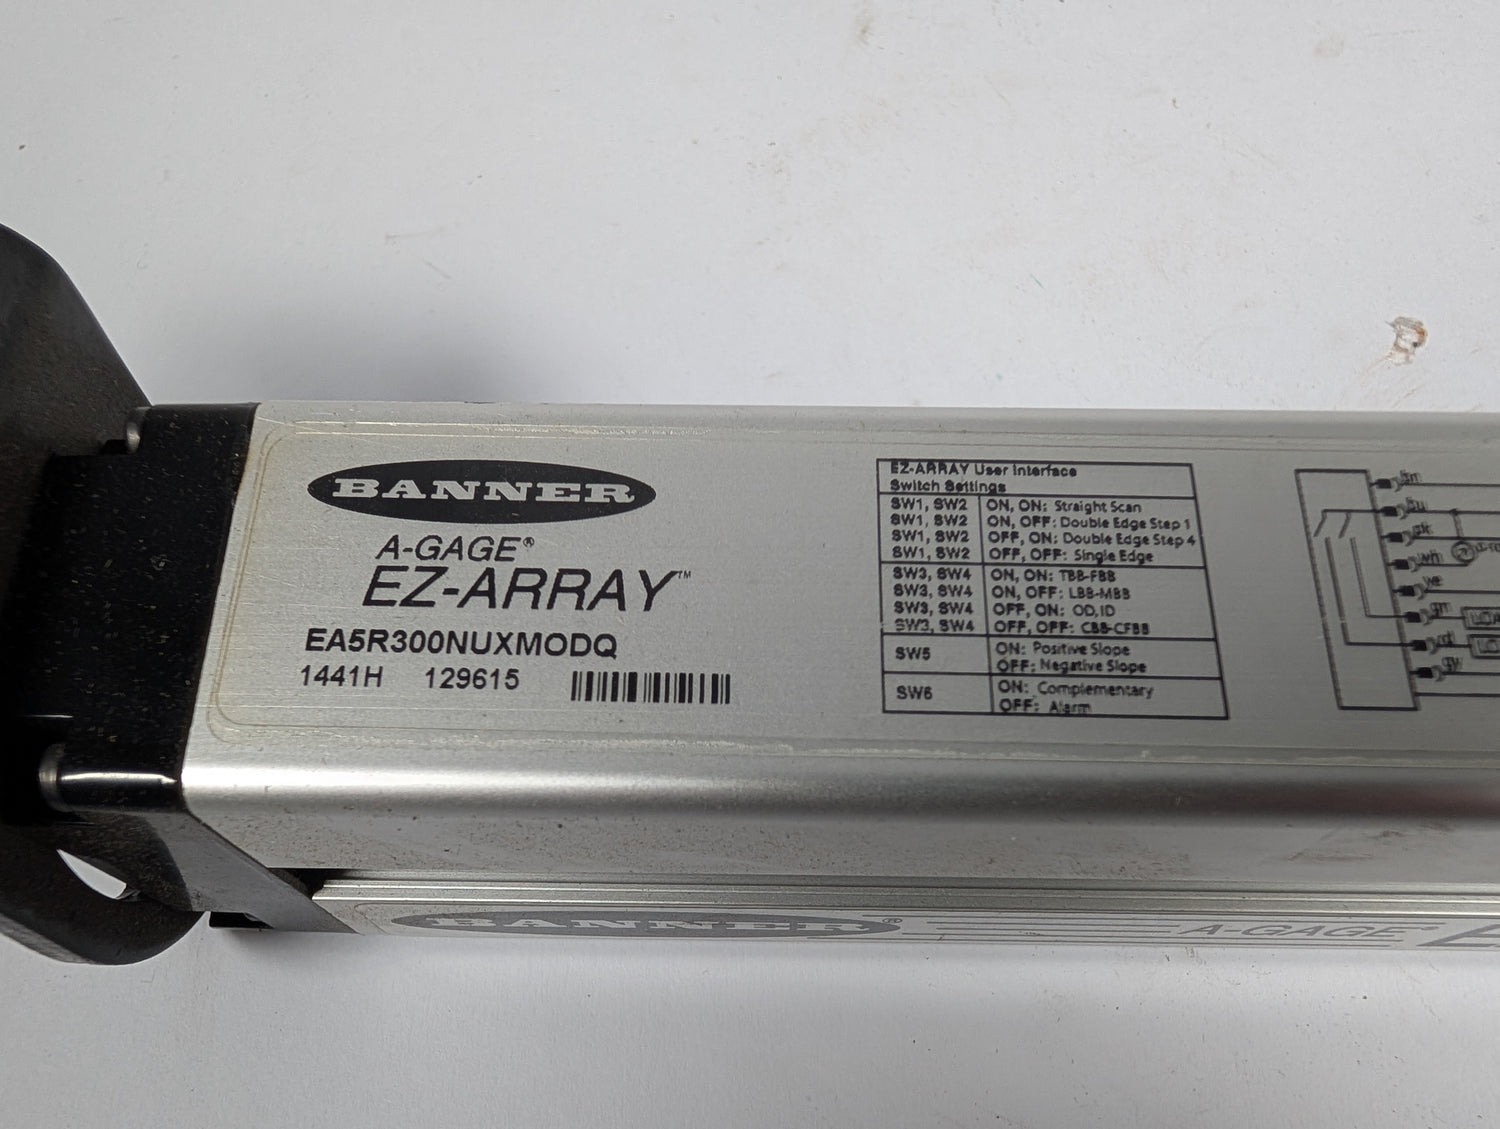 BANNER
A-GAGE®
EZ-ARRAY™
EA5R300NUXMODQ
1441H 129615
EZ-ARRAY User Interface
Switch Settings
SW1, SW2 ON, ON: Straight Scan
SW1, SW2 ON, OFF: Double Edge Step 1
SW1, SW2 OFF, ON: Double Edge Step 4
SW1, SW2 OFF, OFF: Single Edge
SW3, SW4 ON, ON: TBB-FBB
SW3, SW4 ON, OFF: LBB-MBB
SW3, SW4 OFF, ON: OD,ID
SW3, SW4 OFF, OFF: CBB-CFBB
SW5 ON: Positive Slope
OFF: Negative Slope
SW6 ON: Complementary
OFF: Alarm
BANNER® A-GAGE®